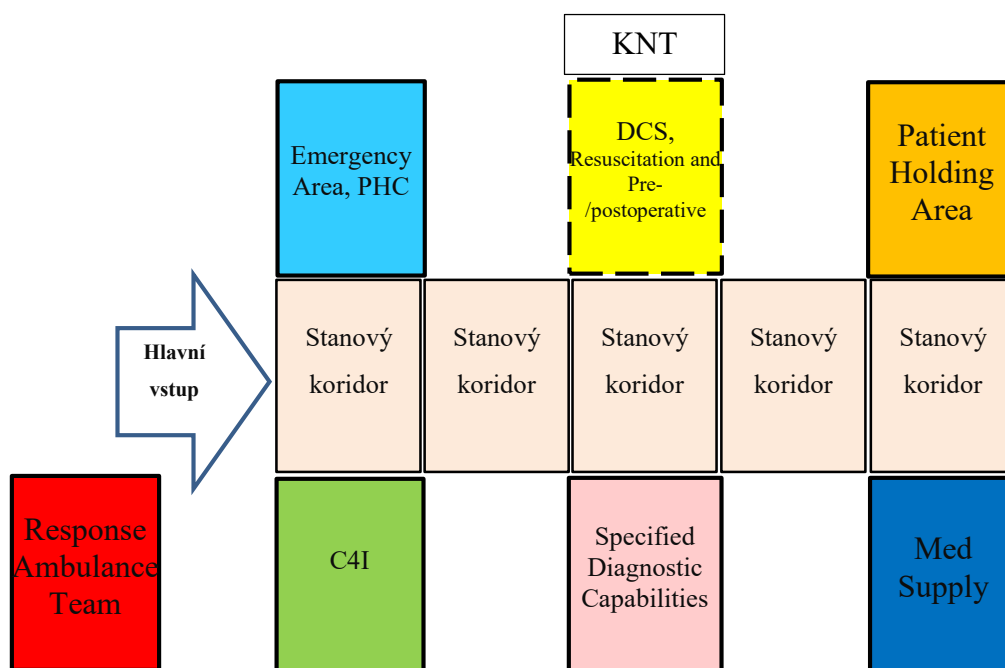 KNT
Emergency
Area, PHC
DCS,
Resuscitation and
Pre-
/postoperative
Patient
Holding
Area
Hlavní
vstup
Stanový
koridor
Stanový
koridor
Stanový
koridor
Stanový
koridor
Stanový
koridor
Response
Ambulance
Team
C4I
Specified
Diagnostic
Capabilities
Med
Supply